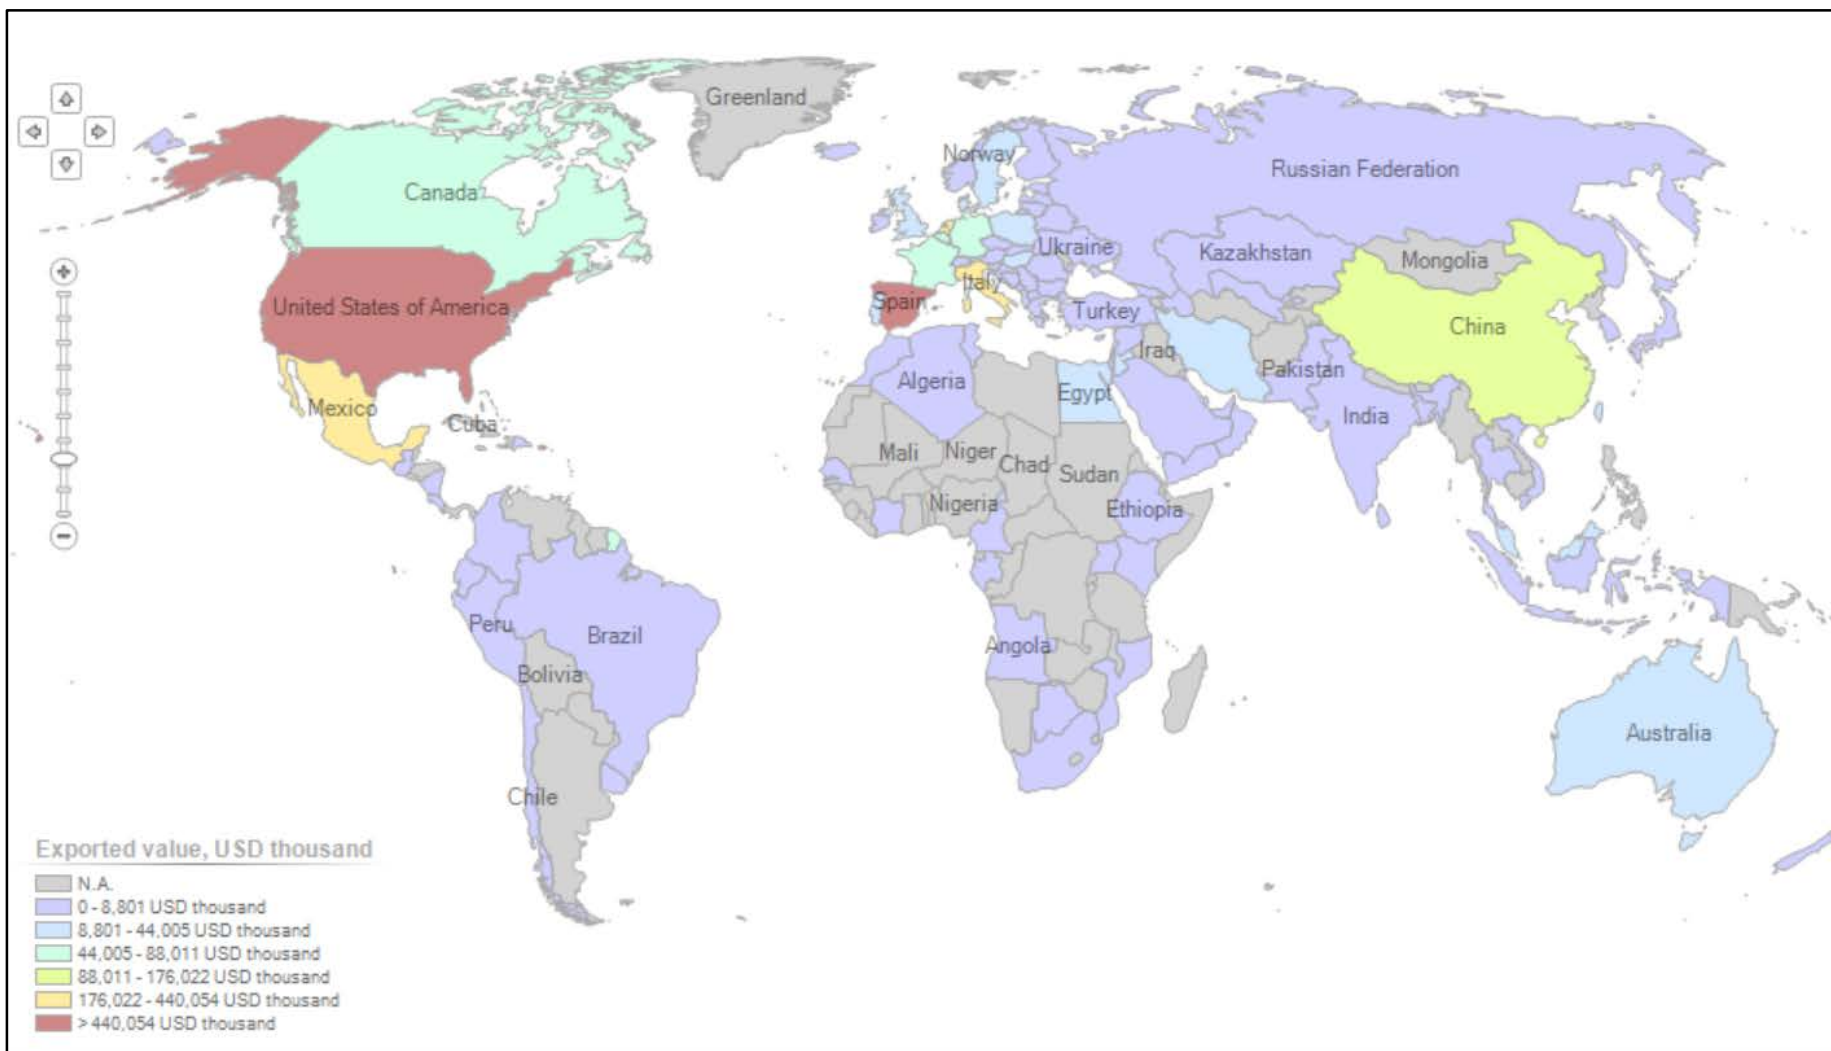 Greenland
Norway
Russian Federation
Canada
Ukraine
Kazakhstan
Mongolia
Italy
United States of America
Spain
Turkey
China
Iraq
Pakistan
Algeria
Egypt
Mexico
India
Cuba
Mali
Niger
Chad
Sudan
Nigeria
Ethiopia
Peru
Brazil
Angola
Bolivia
Australia
Chile
Exported value, USD thousand
N.A.
0 - 8,801 USD thousand
8,801 - 44,005 USD thousand
44,005 - 88,011 USD thousand
88,011 - 176,022 USD thousand
176,022 - 440,054 USD thousand
> 440,054 USD thousand